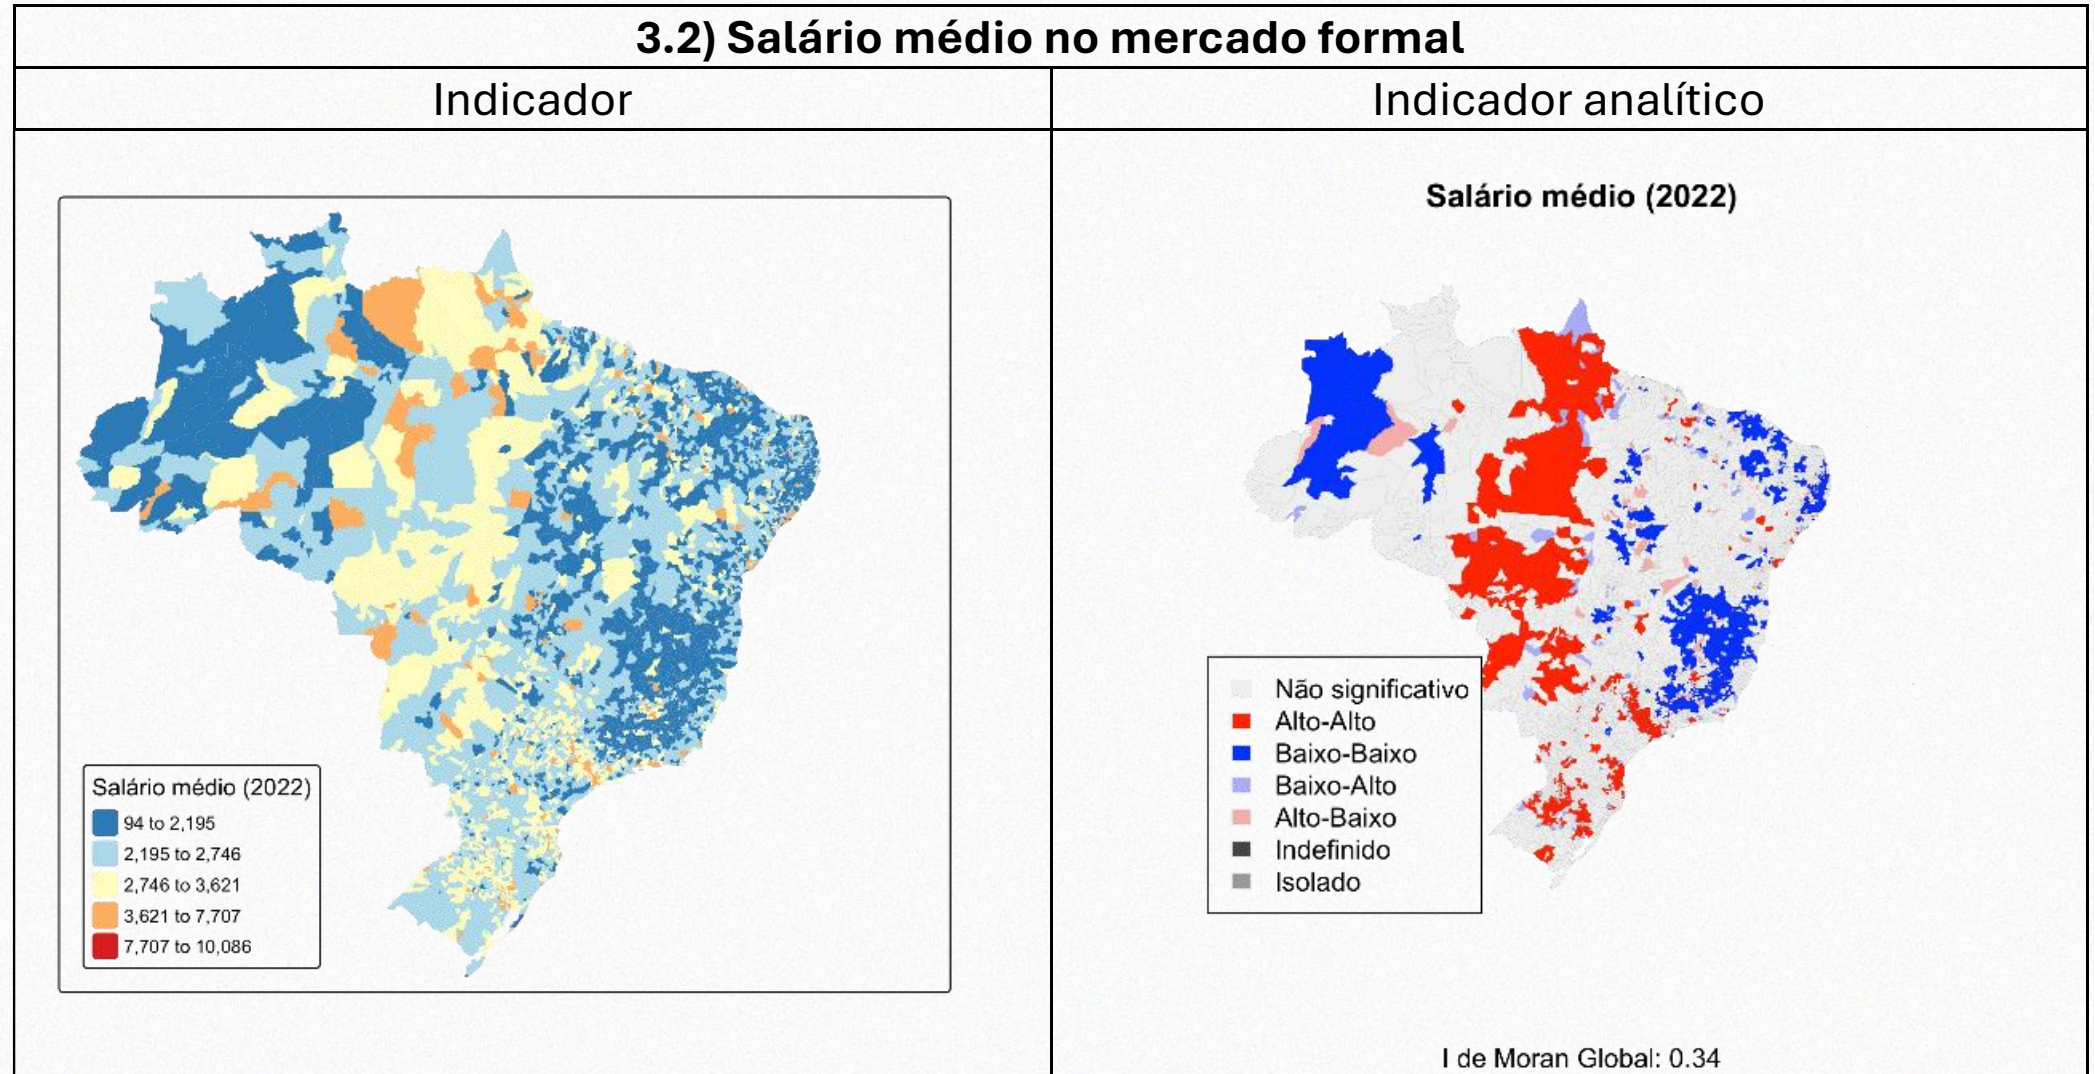 3.2) Salário médio no mercado formal
Indicador
Indicador analítico
Salário médio (2022)
94 to 2,195
2,195 to 2,746
2,746 to 3,621
3,621 to 7,707
7,707 to 10,086
Salário médio (2022)
Não significativo
Alto-Alto
Baixo-Baixo
Baixo-Alto
Alto-Baixo
Indefinido
Isolado
I de Moran Global: 0.34